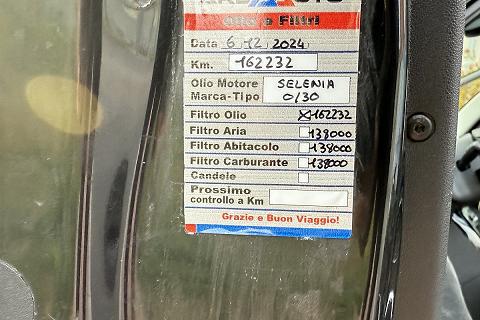 Olio e Filtri
Data 6.12.2024
Km. 162232
Olio Motore SELENIA
Marca-Tipo 0/30
Filtro Olio X162232
Filtro Aria 138000
Filtro Abitacolo 138000
Filtro Carburante 138000
Candele
Prossimo
controllo a Km
Grazie e Buon Viaggio!